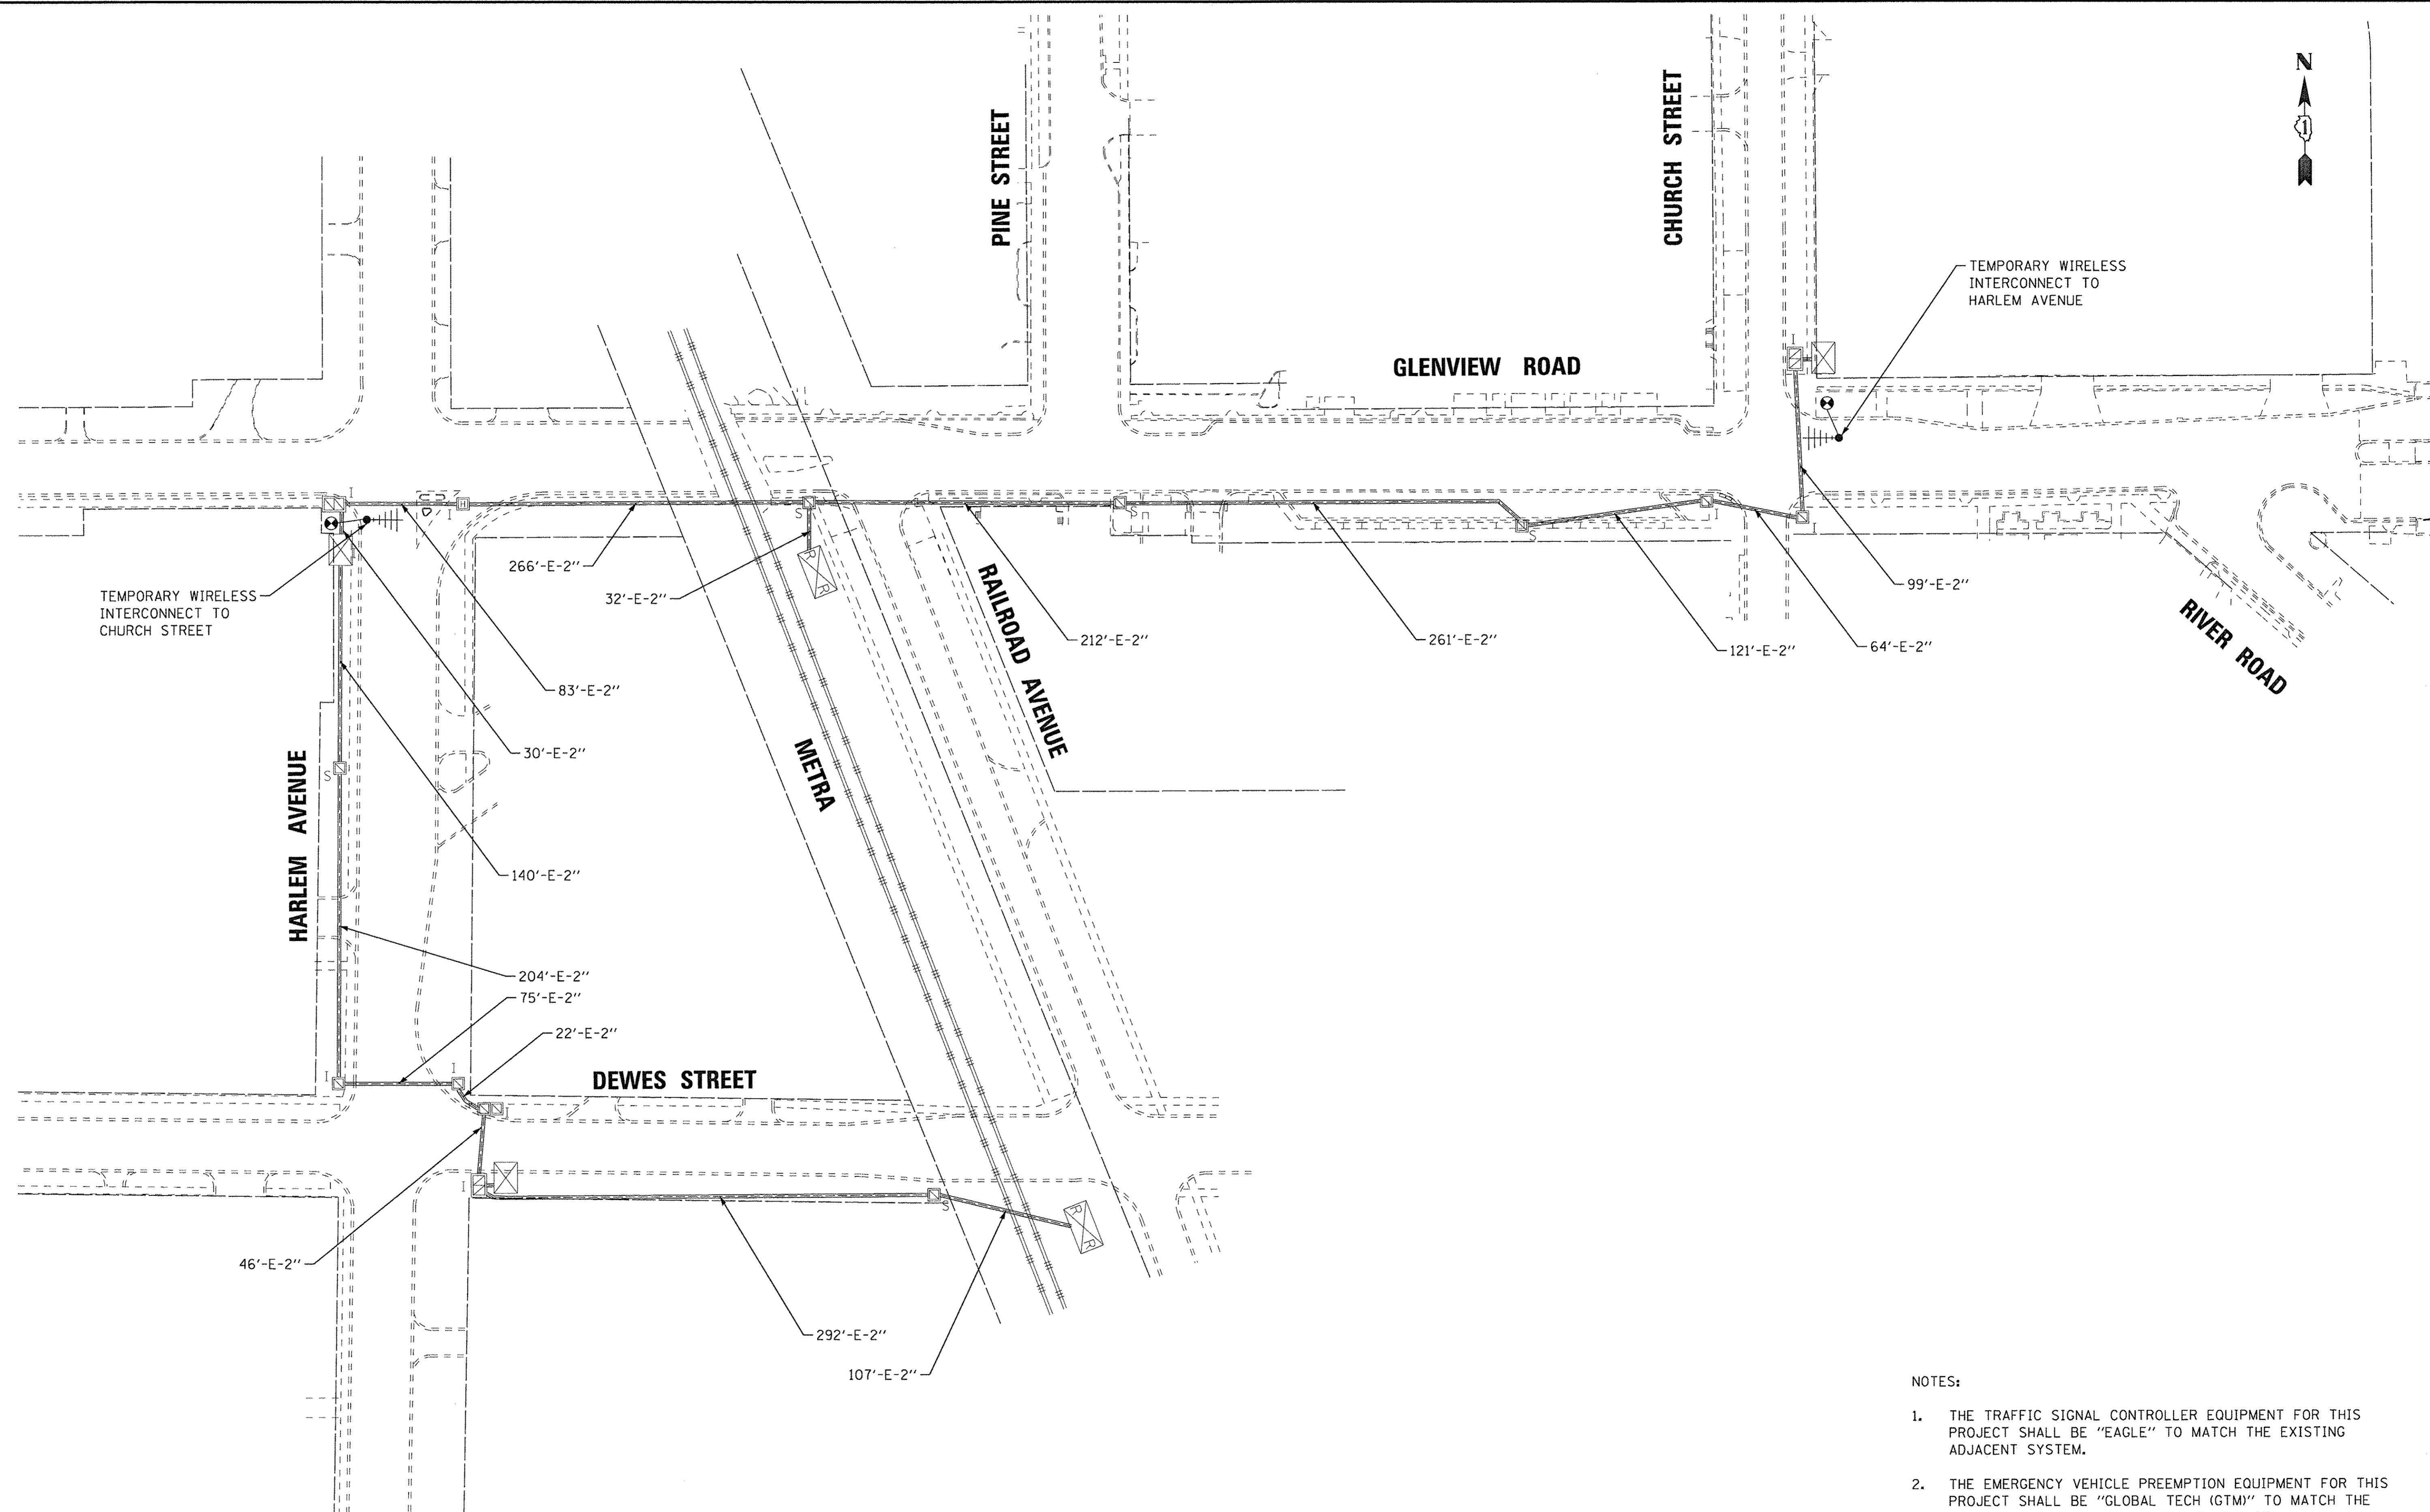 N
1
PINE STREET
CHURCH STREET
TEMPORARY WIRELESS
INTERCONNECT TO
HARLEM AVENUE
GLENVIEW ROAD
I
I
H
I
S
S
S
I
I
R
R
266'-E-2"
32'-E-2"
TEMPORARY WIRELESS
INTERCONNECT TO
CHURCH STREET
RAILROAD AVENUE
99'-E-2"
RIVER ROAD
212'-E-2"
261'-E-2"
121'-E-2"
64'-E-2"
83'-E-2"
30'-E-2"
METRA
HARLEM AVENUE
S
140'-E-2"
204'-E-2"
75'-E-2"
22'-E-2"
I
I
DEWES STREET
I
I
S
R
R
46'-E-2"
292'-E-2"
107'-E-2"
NOTES:
1. THE TRAFFIC SIGNAL CONTROLLER EQUIPMENT FOR THIS
PROJECT SHALL BE "EAGLE" TO MATCH THE EXISTING
ADJACENT SYSTEM.
2. THE EMERGENCY VEHICLE PREEMPTION EQUIPMENT FOR THIS
PROJECT SHALL BE "GLOBAL TECH (GTM)" TO MATCH THE